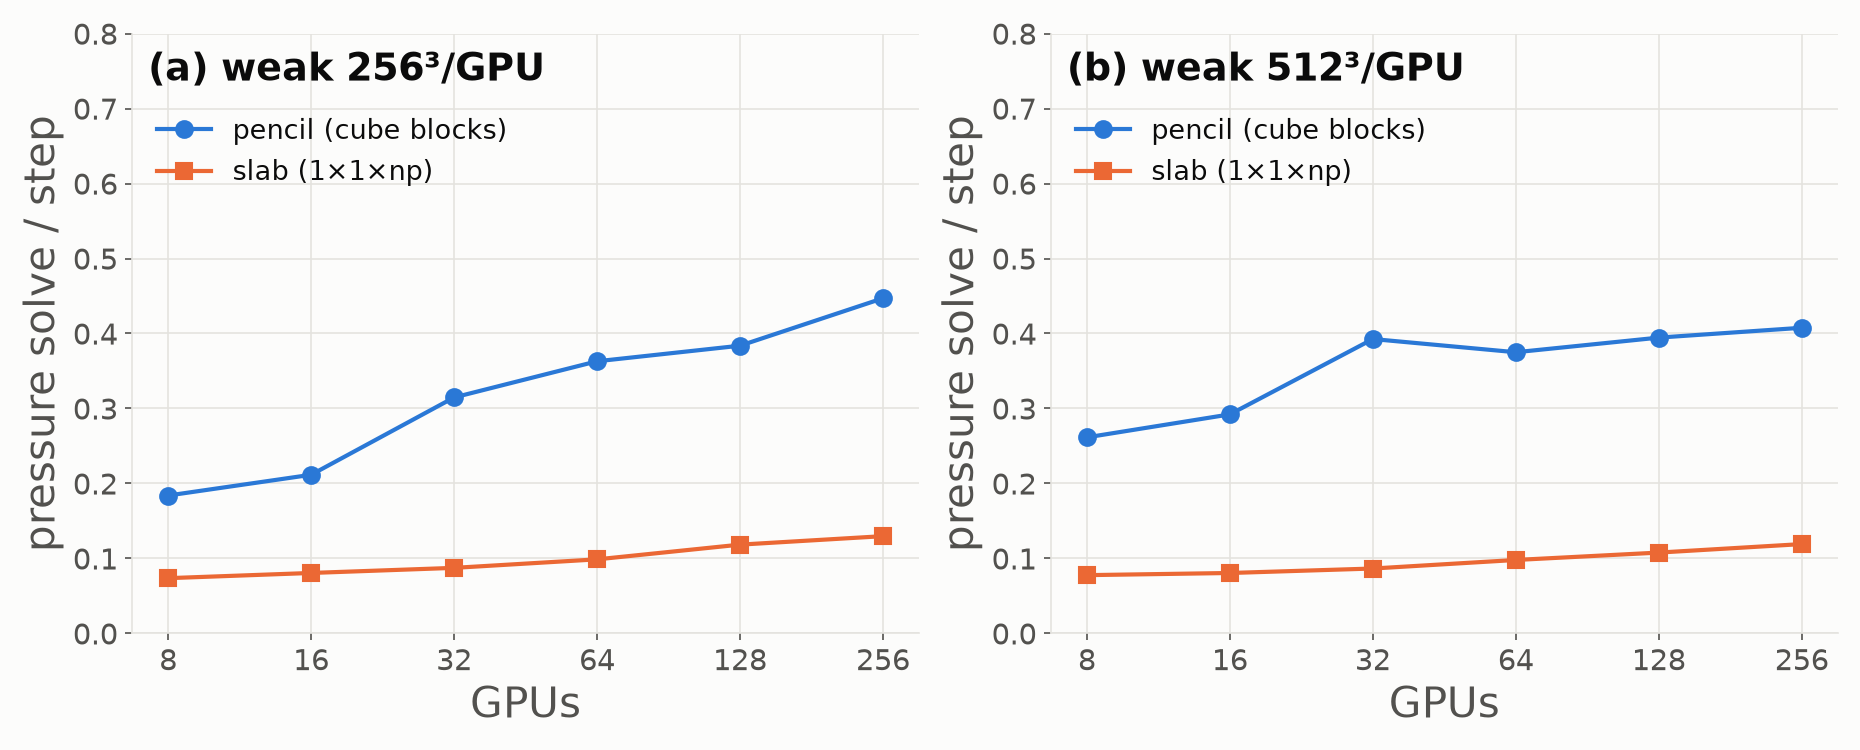 (a) weak 256³/GPU
pencil (cube blocks)
slab (1×1×np)
pressure solve / step
0.8
0.7
0.6
0.5
0.4
0.3
0.2
0.1
0.0
8 16 32 64 128 256
GPUs
(b) weak 512³/GPU
pencil (cube blocks)
slab (1×1×np)
pressure solve / step
0.8
0.7
0.6
0.5
0.4
0.3
0.2
0.1
0.0
8 16 32 64 128 256
GPUs